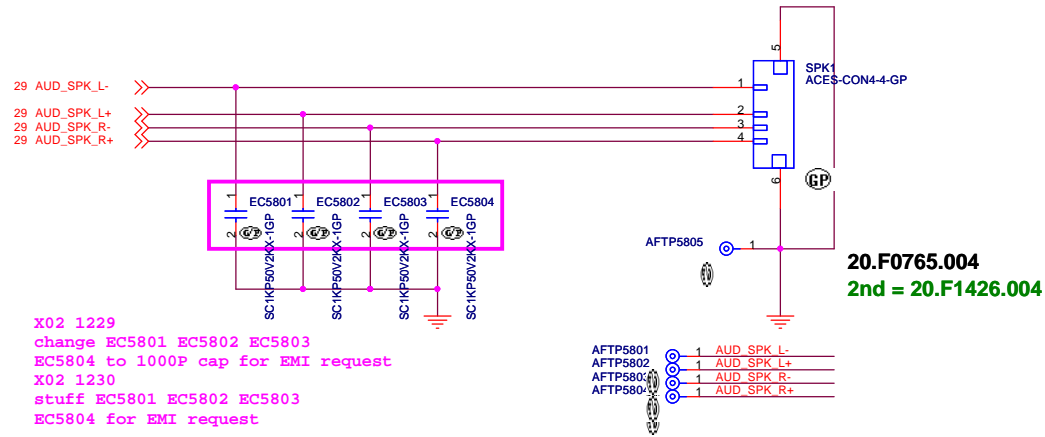 5
SPK1
ACES-CON4-4-GP
29 AUD_SPK_L-
1
29 AUD_SPK_L+
2
29 AUD_SPK_R-
3
29 AUD_SPK_R+
4
6
GP
1 EC5801
1 EC5802
1 EC5803
1 EC5804
2
2
2
2
SC1KP50V2KX-1GP
SC1KP50V2KX-1GP
SC1KP50V2KX-1GP
SC1KP50V2KX-1GP
AFTP5805 1
20.F0765.004
2nd = 20.F1426.004
X02 1229
change EC5801 EC5802 EC5803
EC5804 to 1000P cap for EMI request
X02 1230
stuff EC5801 EC5802 EC5803
EC5804 for EMI request
AFTP5801 1 AUD_SPK_L-
AFTP5802 1 AUD_SPK_L+
AFTP5803 1 AUD_SPK_R-
AFTP5804 1 AUD_SPK_R+